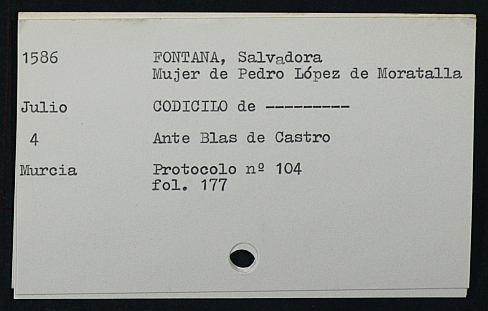 1586 FONTANA, Salvadora
Mujer de Pedro López de Moratalla
Julio CODICILO de ---------
4 Ante Blas de Castro
Murcia Protocolo nº 104
fol. 177